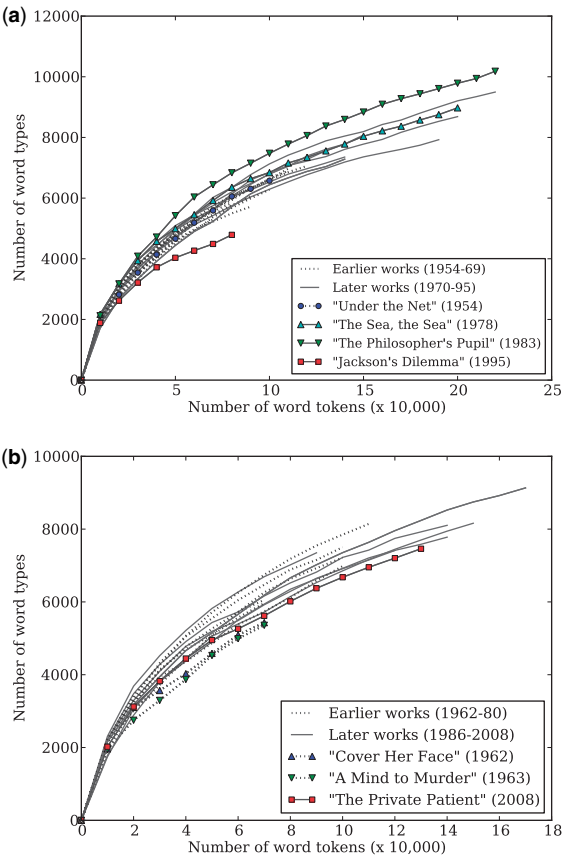 (a)
12000
10000
8000
6000
4000
2000
0
Number of word types
0 5 10 15 20 25
Number of word tokens (x 10,000)
Earlier works (1954-69)
Later works (1970-95)
"Under the Net" (1954)
"The Sea, the Sea" (1978)
"The Philosopher's Pupil" (1983)
"Jackson's Dilemma" (1995)
(b)
10000
8000
6000
4000
2000
0
Number of word types
0 2 4 6 8 10 12 14 16 18
Number of word tokens (x 10,000)
Earlier works (1962-80)
Later works (1986-2008)
"Cover Her Face" (1962)
"A Mind to Murder" (1963)
"The Private Patient" (2008)